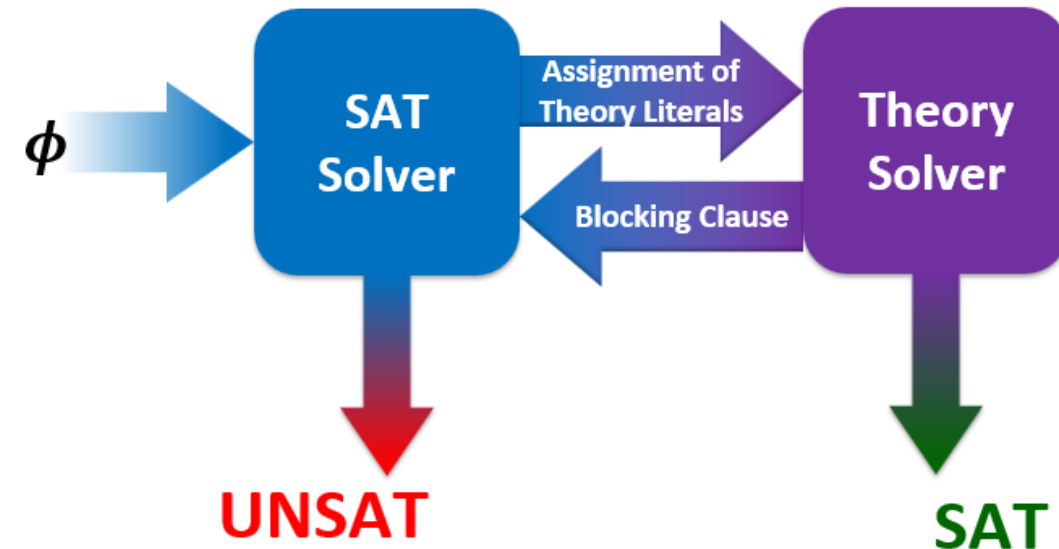 ϕ
SAT
Solver
Assignment of
Theory Literals
Theory
Solver
Blocking Clause
UNSAT
SAT